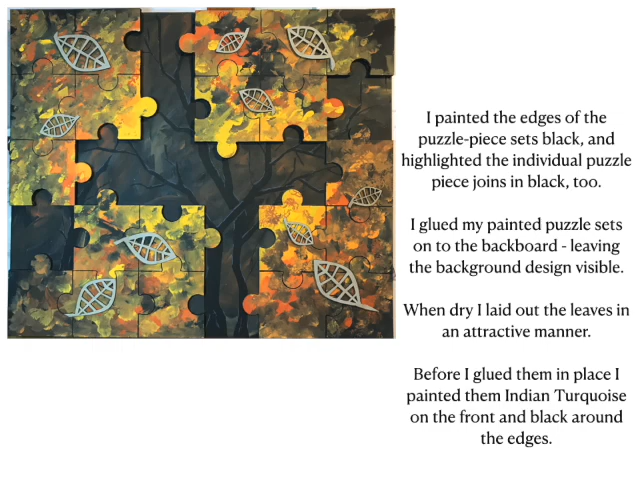 I painted the edges of the
puzzle-piece sets black, and
highlighted the individual puzzle
piece joins in black, too.
I glued my painted puzzle sets
on to the backboard - leaving
the background design visible.
When dry I laid out the leaves in
an attractive manner.
Before I glued them in place I
painted them Indian Turquoise
on the front and black around
the edges.